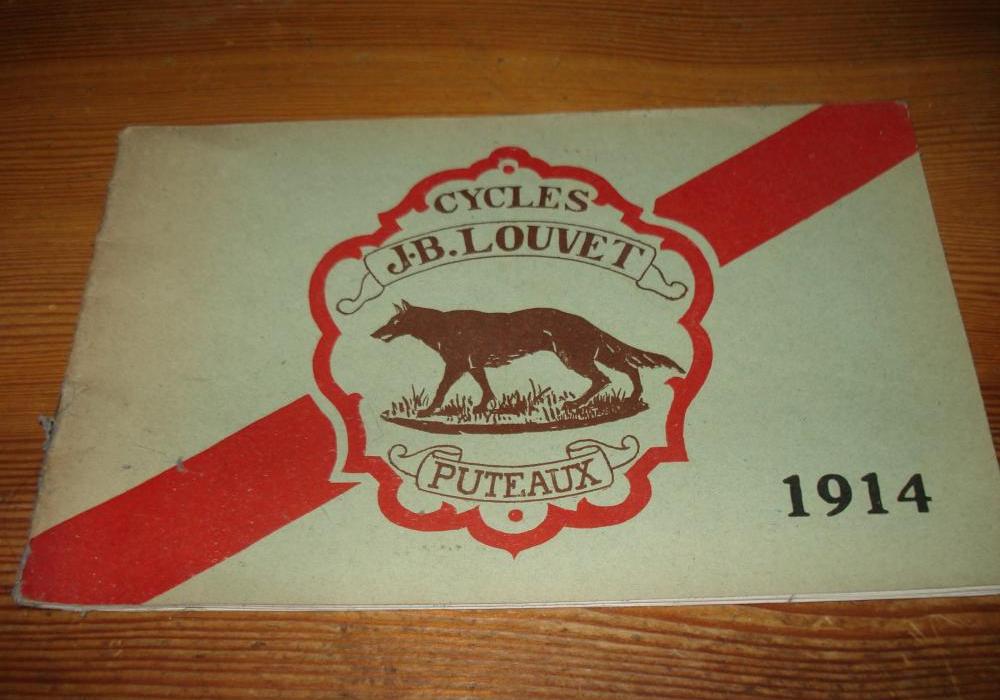 CYCLES
J.B. LOUVET
PUTEAUX
1914